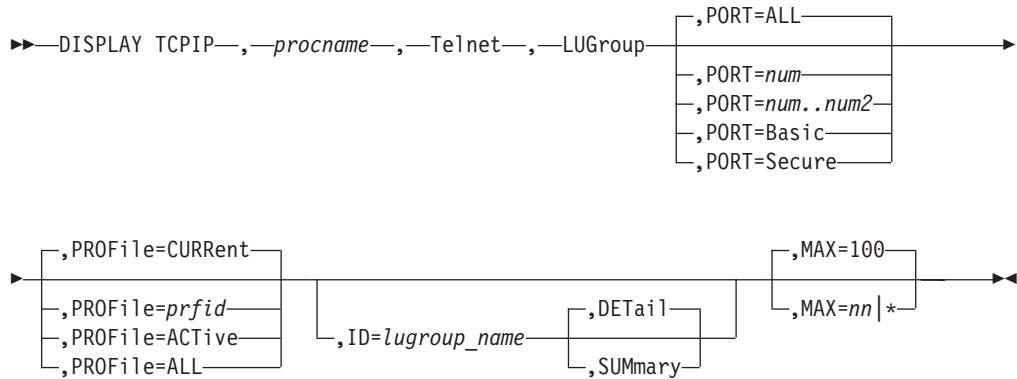 ,PORT=ALL
DISPLAY TCPIP , procname , Telnet , LUGroup
,PORT=num
,PORT=num..num2
,PORT=Basic
,PORT=Secure
,PROFile=CURRent ,MAX=100
,PROFile=prfid ,DETail ,MAX=nn|*
,PROFile=ACTive ,ID=lugroup_name
,PROFile=ALL ,SUMmary